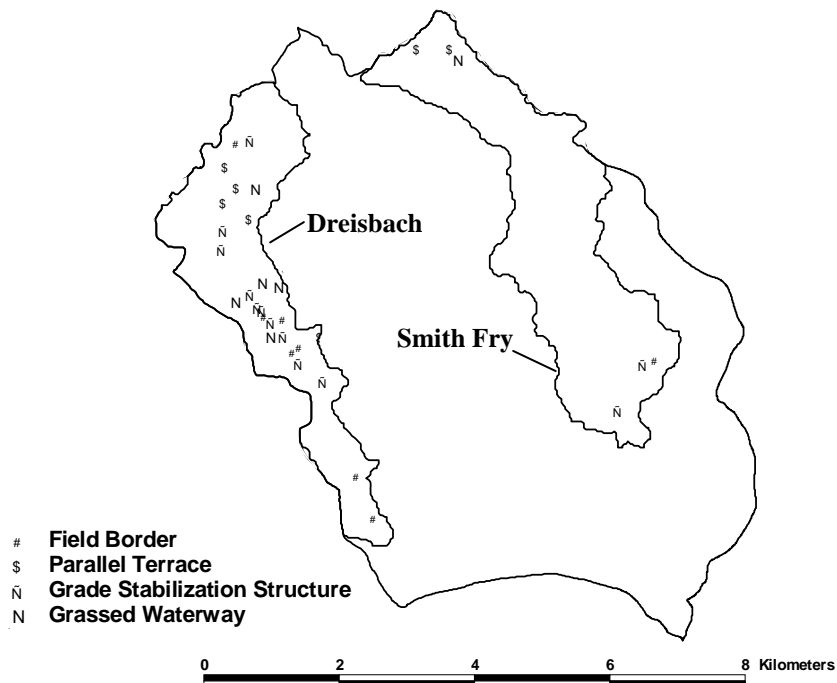 $ $
N
# Ñ
$
$ N
$
$
Dreisbach
Ñ
Ñ
N N
Ñ
N
Ñ Ñ
# #
Ñ
N Ñ $
Smith Fry
# #
Ñ
Ñ #
Ñ
Ñ
#
#
# Field Border
$ Parallel Terrace
Ñ Grade Stabilization Structure
N Grassed Waterway
0 2 4 6 8 Kilometers